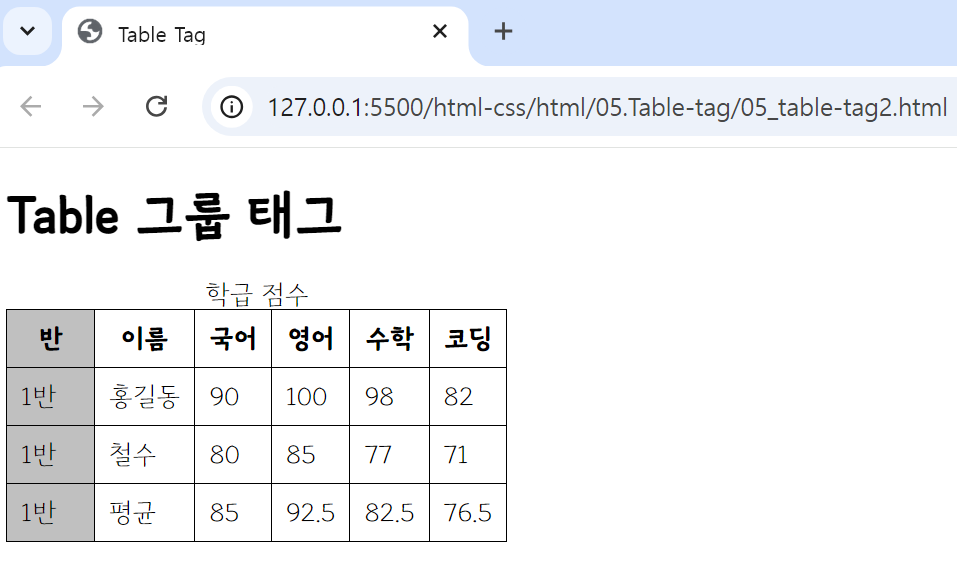 Table Tag
127.0.0.1:5500/html-css/html/05.Table-tag/05_table-tag2.html
Table 그룹 태그
학급 점수
반 이름 국어 영어 수학 코딩
1반 홍길동 90 100 98 82
1반 철수 80 85 77 71
1반 평균 85 92.5 82.5 76.5